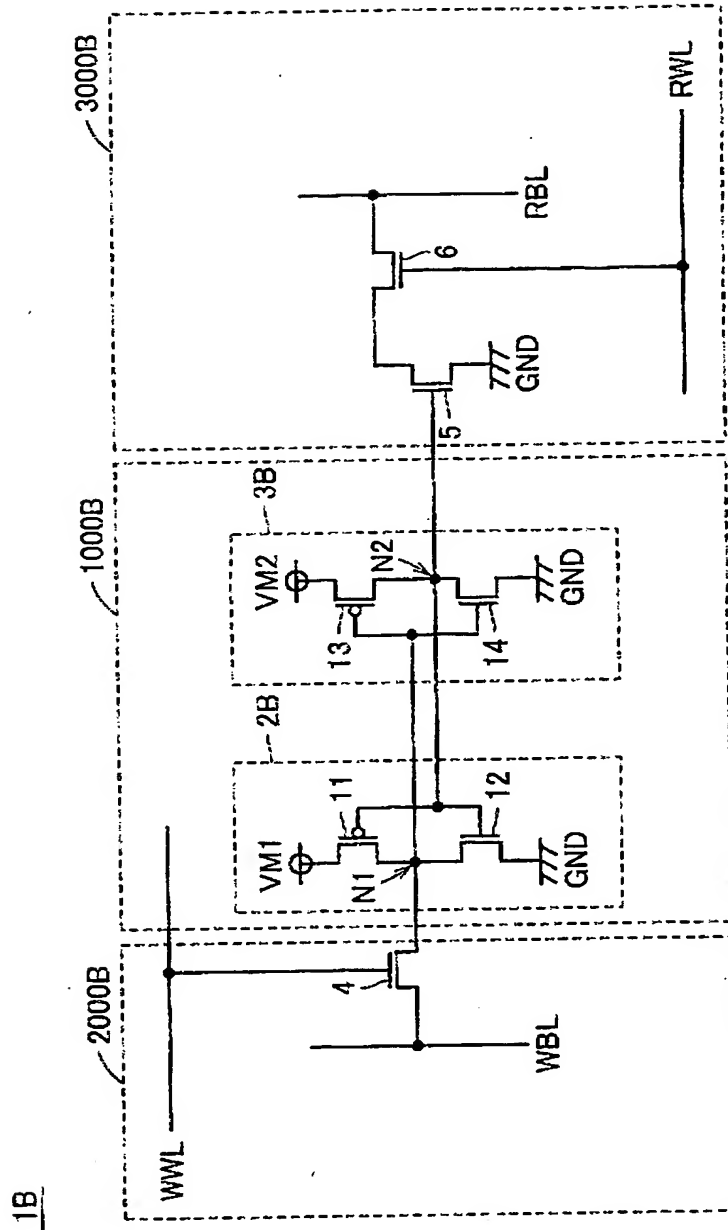 1B
2000B
1000B
3000B
WWL
2B
3B
VM1
VM2
11
13
N1
N2
12
14
GND
GND
4
WBL
5
GND
6
RBL
RWL